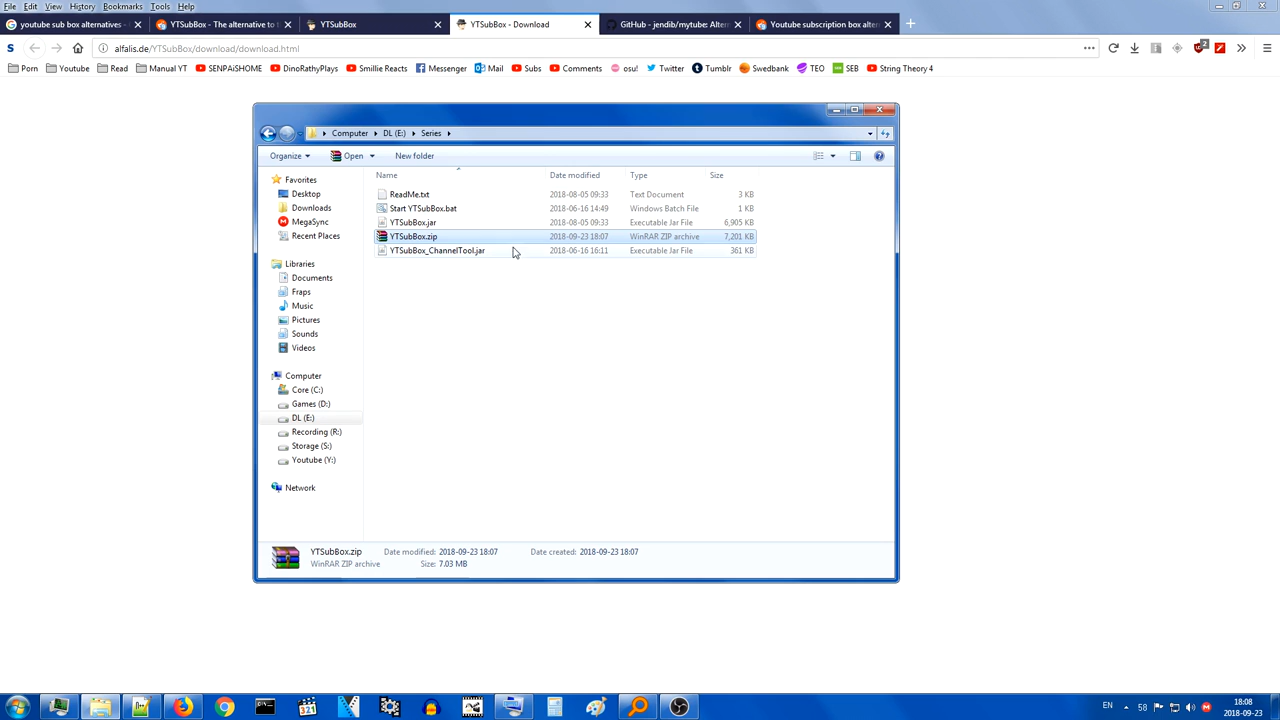 File Edit View History Bookmarks Tools Help
youtube sub box alternatives - YTSubBox - The alternative to t YTSubBox YTSubBox - Download GitHub - jendib/mytube: Altern Youtube subscription box altern
alfalis.de/YTSubBox/download/download.html
Porn Youtube Read Manual YT SENPAiSHOME DinoRathyPlays Smillie Reacts Messenger Mail Subs Comments osu! Twitter Tumblr Swedbank TEO SEB String Theory 4
Computer DL (E:) Series
Organize Open New folder
Name Date modified Type Size
Favorites
Desktop
Downloads
MegaSync
Recent Places
Libraries
Documents
Fraps
Music
Pictures
Sounds
Videos
Computer
Core (C:)
Games (D:)
DL (E:)
Recording (R:)
Storage (S:)
Youtube (Y:)
Network
ReadMe.txt 2018-08-05 09:33 Text Document 3 KB
Start YTSubBox.bat 2018-06-16 14:49 Windows Batch File 1 KB
YTSubBox.jar 2018-08-05 09:33 Executable Jar File 6,905 KB
YTSubBox.zip 2018-09-23 18:07 WinRAR ZIP archive 7,201 KB
YTSubBox_ChannelTool.jar 2018-06-16 16:11 Executable Jar File 361 KB
YTSubBox.zip Date modified: 2018-09-23 18:07 Date created: 2018-09-23 18:07
WinRAR ZIP archive Size: 7.03 MB
EN 58 18:08
2018-09-23